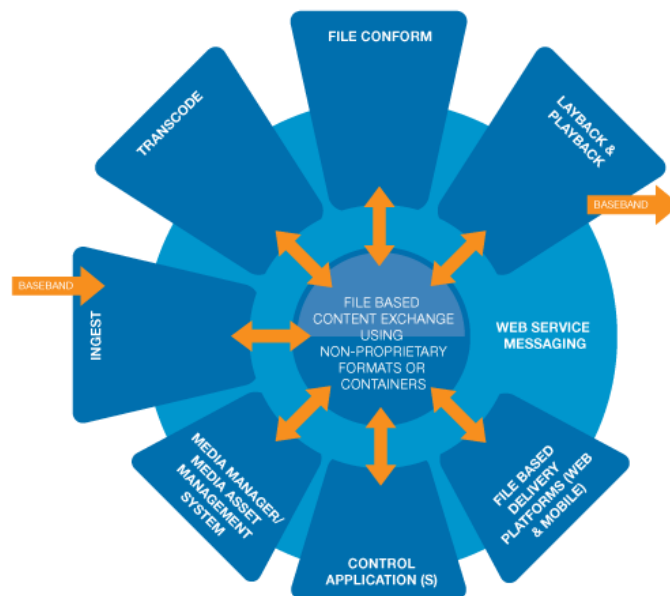 FILE CONFORM
TRANSCODE
LAYBACK &
PLAYBACK
BASEBAND
BASEBAND
INGEST
FILE BASED
CONTENT EXCHANGE
USING
NON-PROPRIETARY
FORMATS OR
CONTAINERS
WEB SERVICE
MESSAGING
MEDIA MANAGER/
MEDIA ASSET
MANAGEMENT
SYSTEM
CONTROL
APPLICATION (S)
FILE BASED
DELIVERY
PLATFORMS (WEB
& MOBILE)